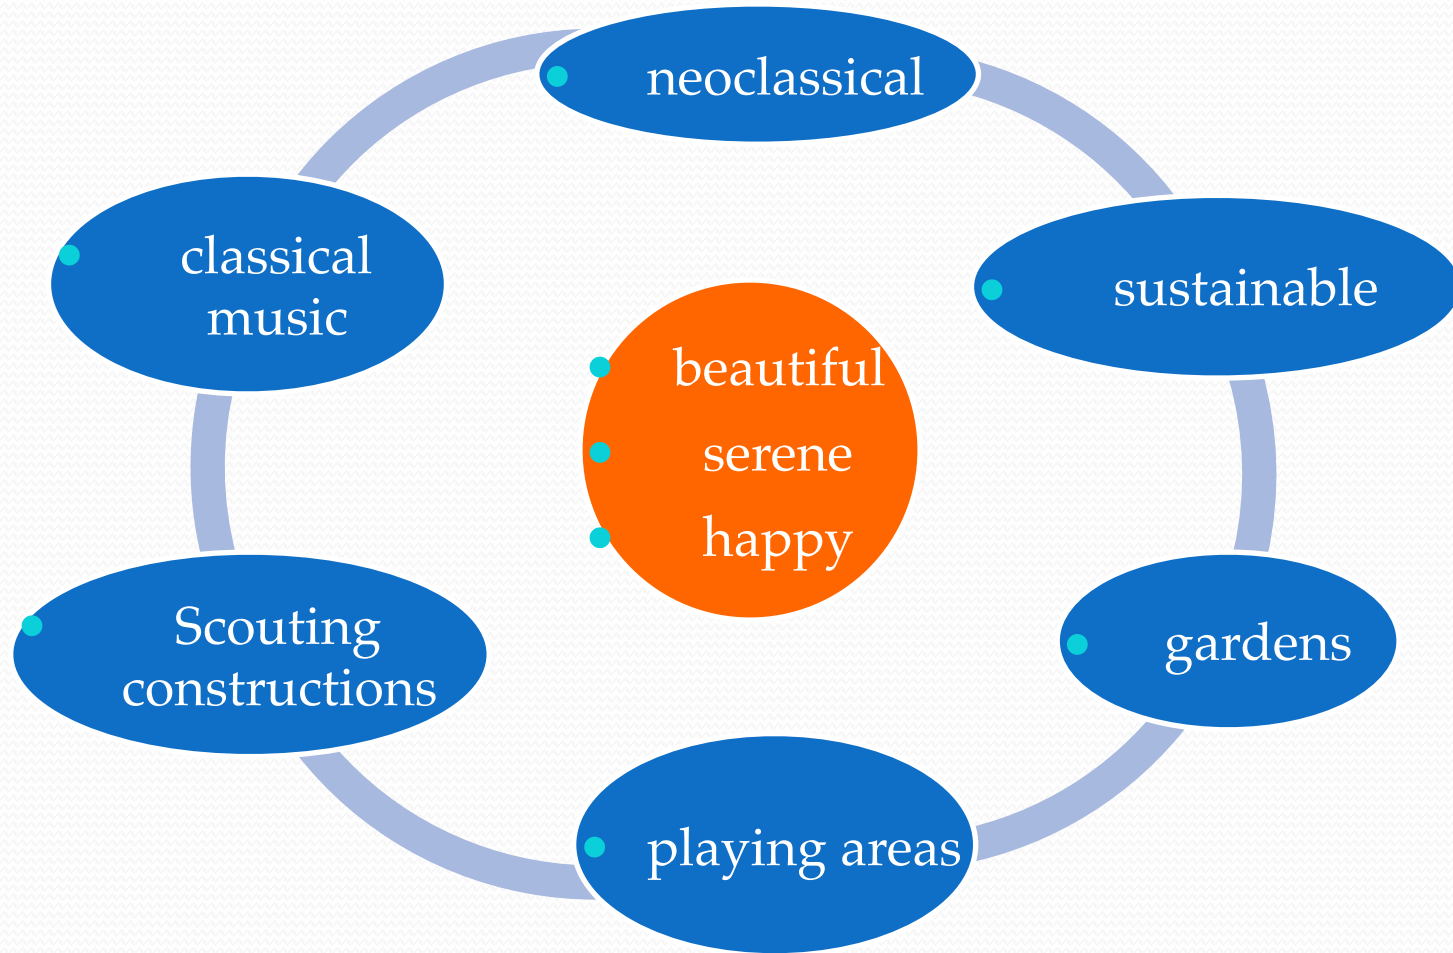 neoclassical
sustainable
gardens
playing areas
Scouting
constructions
classical
music
beautiful
serene
happy